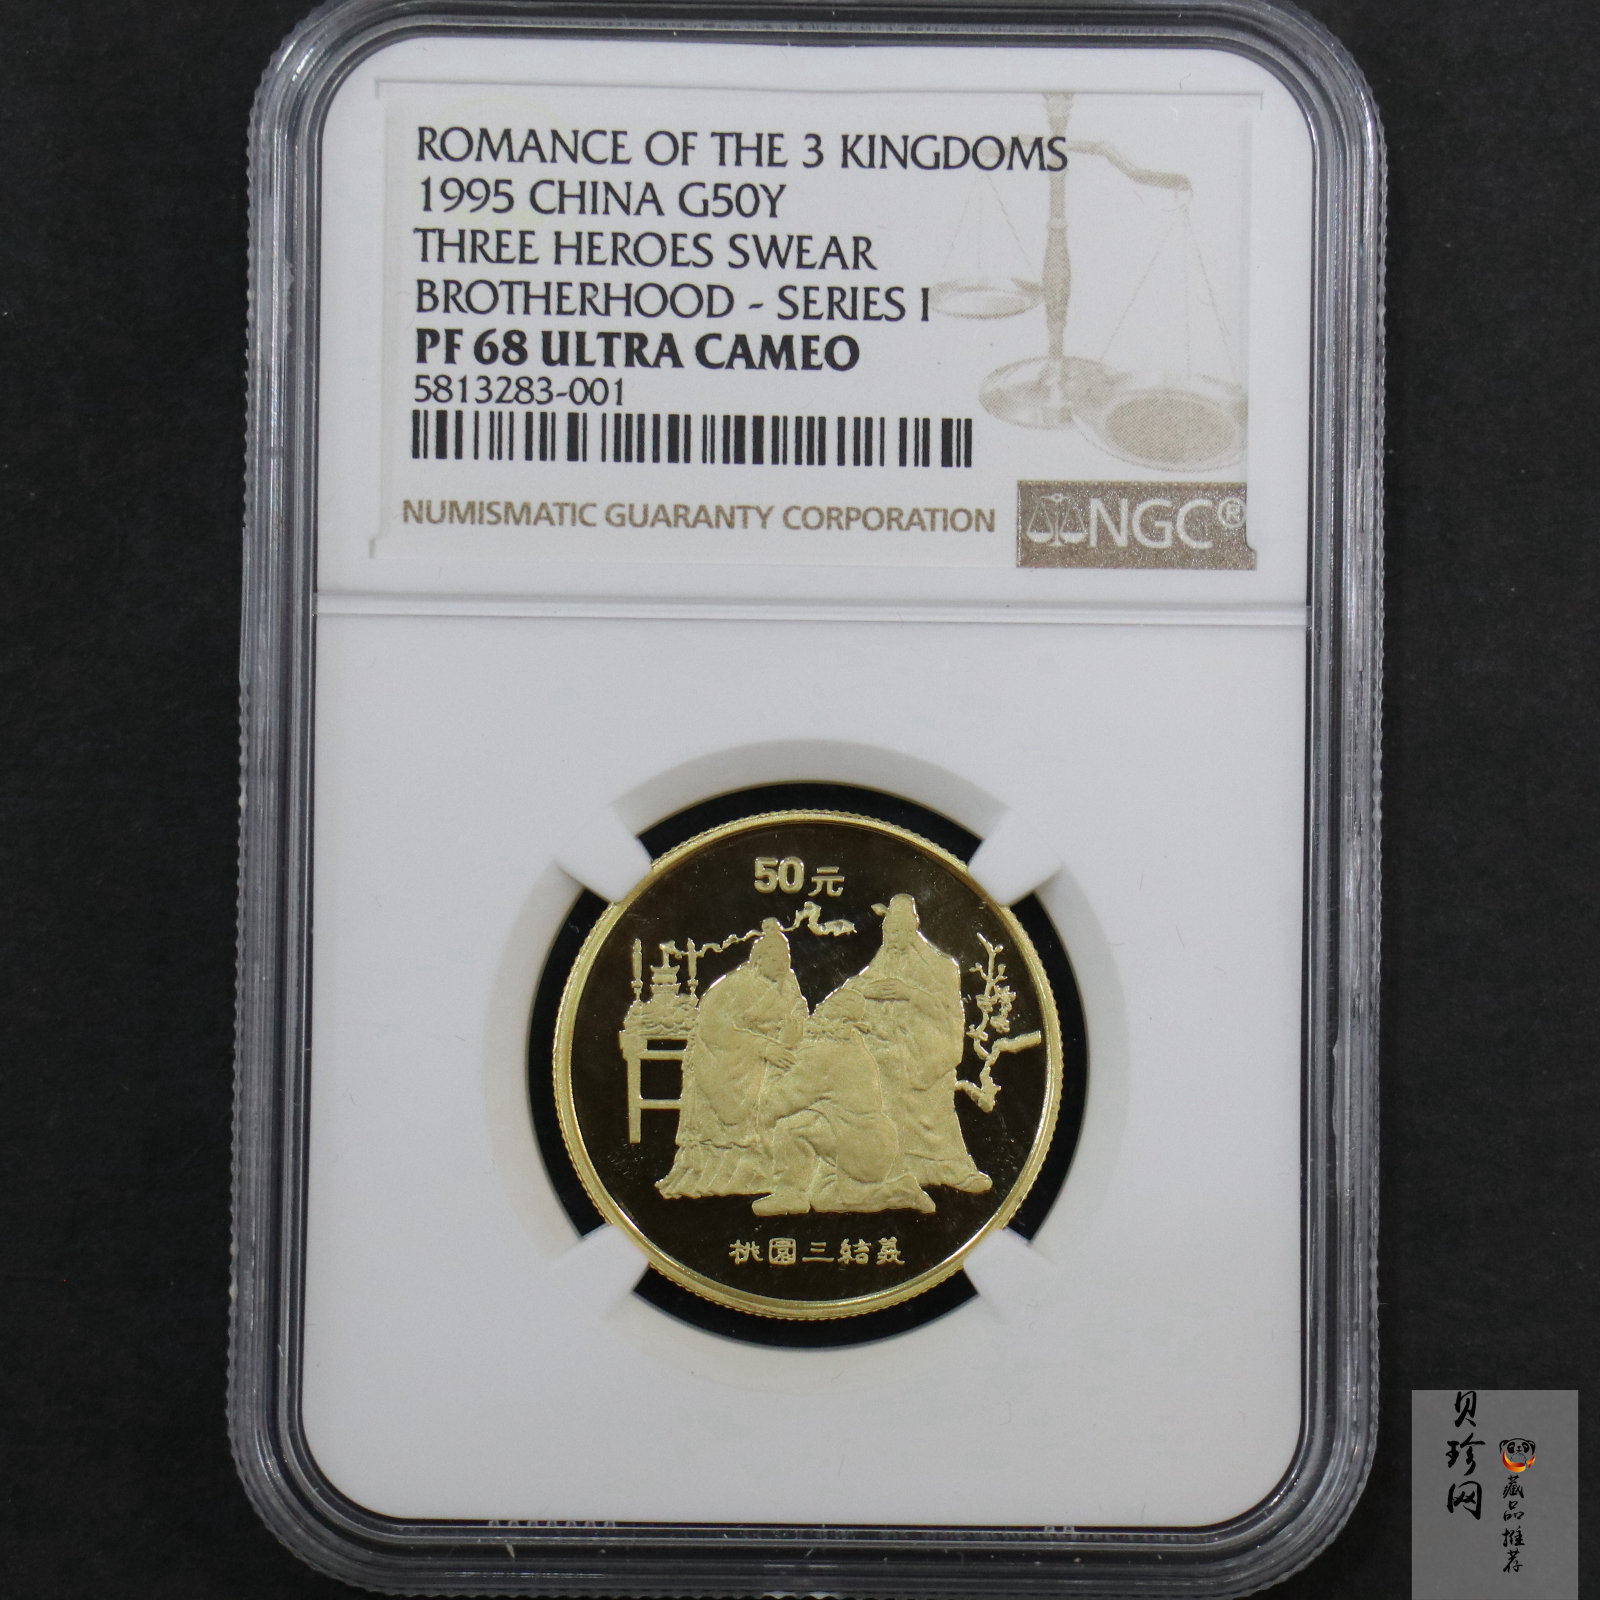 ROMANCE OF THE 3 KINGDOMS
1995 CHINA G50Y
THREE HEROES SWEAR
BROTHERHOOD - SERIES I
PF 68 ULTRA CAMEO
5813283-001
NUMISMATIC GUARANTY CORPORATION
NGC®
50元
桃園三結義
贝珍网
藏品推荐